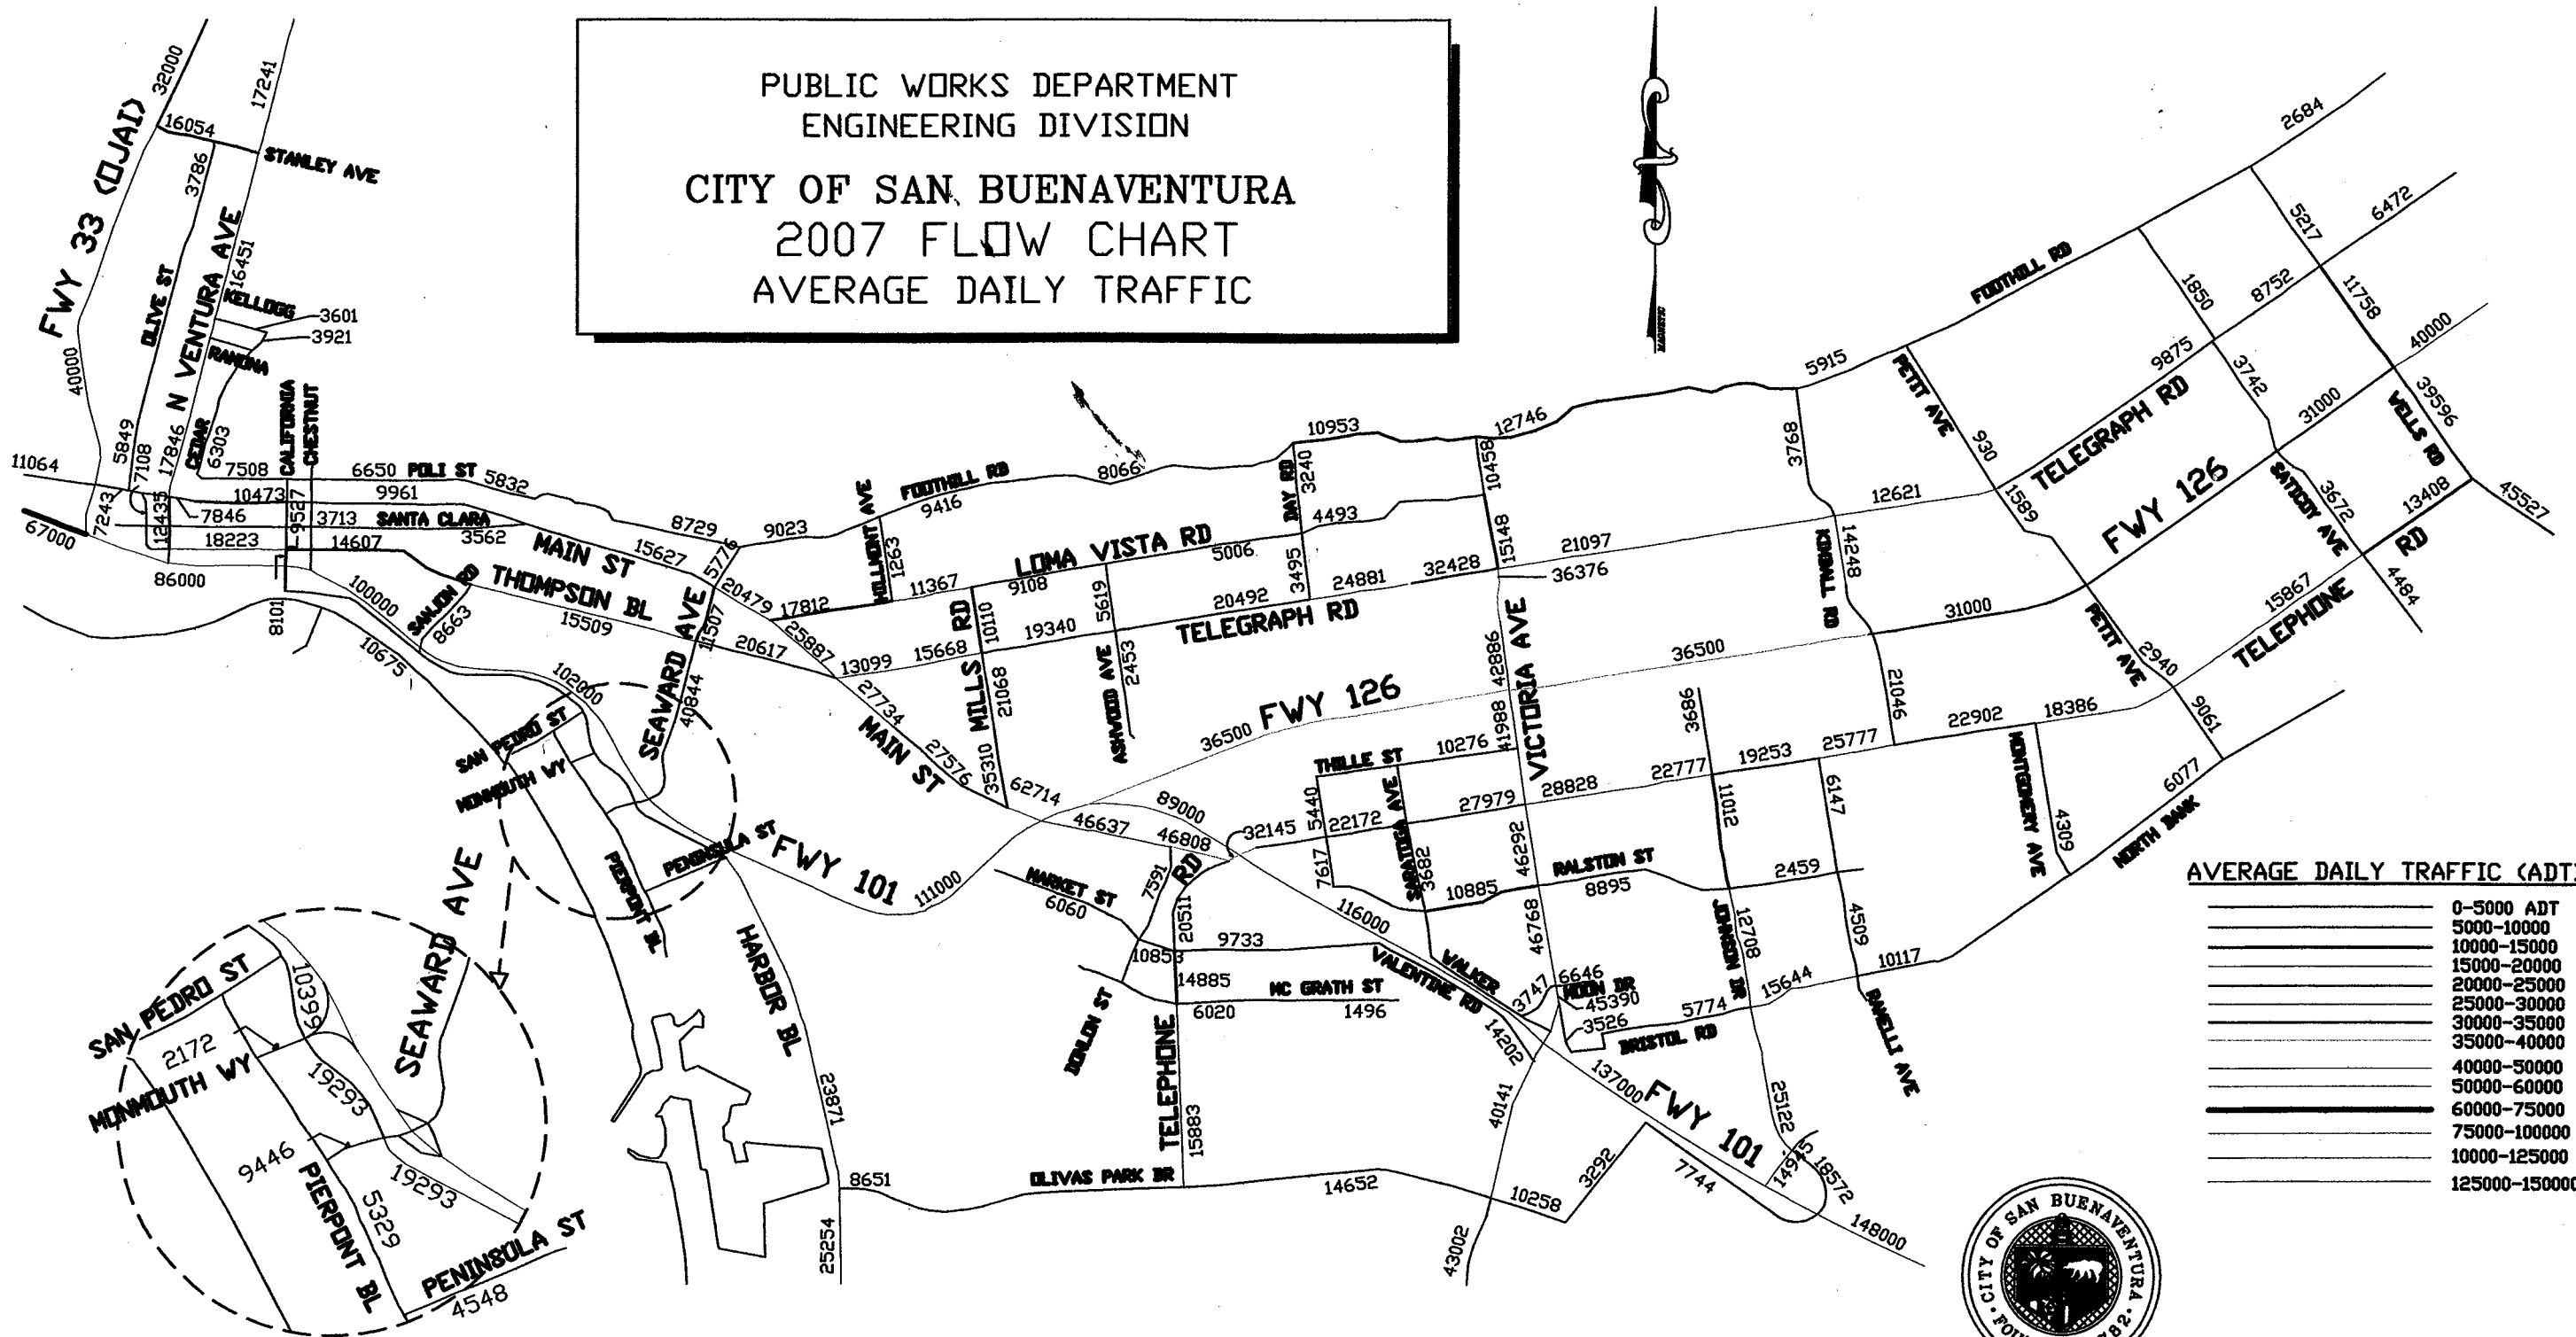 PUBLIC WORKS DEPARTMENT
ENGINEERING DIVISION
CITY OF SAN BUENAVENTURA
2007 FLOW CHART
AVERAGE DAILY TRAFFIC
MAGNETIC
FWY 33 (OJAI)
32000
17241
16054
STANLEY AVE
3786
OLIVE ST
N VENTURA AVE
16451
KELLOGG
3601
3921
RAMONA
40000
5849
7108
17846
CEDAR
6303
CALIFORNIA
CHESTNUT
11064
7508
6650
POLI ST
5832
10473
9961
9527
7243
12435
7846
3713
SANTA CLARA
3562
67000
18223
14607
86000
8101
100000
SANJON RD
8663
MAIN ST
15627
THOMPSON BL
15509
8729
5776
9023
HILLMONT AVE
1263
FOOTHILL RD
9416
8066
DAY RD
3240
10953
12746
10458
4493
LOMA VISTA RD
5006
11367
9108
3495
20479
17812
11507
SEAWARD AVE
20617
25887
13099
15668
MILLS RD
10110
21068
35310
19340
5619
20492
TELEGRAPH RD
24881
32428
15148
36376
21097
ASHWOOD AVE
2453
10675
102000
40844
27734
MAIN ST
27576
62714
SAN PEDRO ST
MONMOUTH WY
PIERPONT BL
PENINSULA ST
FWY 101
111000
46637
46808
89000
36500
FWY 126
36500
42886
VICTORIA AVE
41988
THILLE ST
10276
5440
SARATOGA AVE
27979
28828
22777
32145
22172
7617
3682
46292
RALSTON ST
10885
8895
3686
11012
19253
25777
6147
2459
5915
FOOTHILL RD
2684
5217
6472
1850
8752
11758
40000
PETIT AVE
930
9875
TELEGRAPH RD
3742
31000
39596
WELLS RD
3768
12621
1589
FWY 126
SATICOY AVE
3672
13408
45527
KIMBALL RD
14248
31000
4484
15867
TELEPHONE RD
PETIT AVE
2940
21046
22902
18386
9061
MONTGOMERY AVE
4309
6077
NORTH BANK
MARKET ST
6060
7591
RD
20511
9733
10853
14885
MC GRATH ST
6020
1496
DONLON ST
TELEPHONE
15883
116000
VALENTINE RD
WALKER
14202
3747
46768
6646
MOON DR
45390
3526
BRISTOL RD
5774
JOHNSON DR
12708
15644
4509
10117
RAMELLI AVE
137000
FWY 101
40141
25122
14945
18572
3292
7744
148000
HARBOR BL
23871
8651
OLIVAS PARK DR
14652
10258
25254
43002
SEAWARD AVE
SAN PEDRO ST
10399
2172
MONMOUTH WY
19293
9446
PIERPONT BL
5329
19293
PENINSULA ST
4548
AVERAGE DAILY TRAFFIC (ADT)
0-5000 ADT
5000-10000
10000-15000
15000-20000
20000-25000
25000-30000
30000-35000
35000-40000
40000-50000
50000-60000
60000-75000
75000-100000
10000-125000
125000-150000
CITY OF SAN BUENAVENTURA